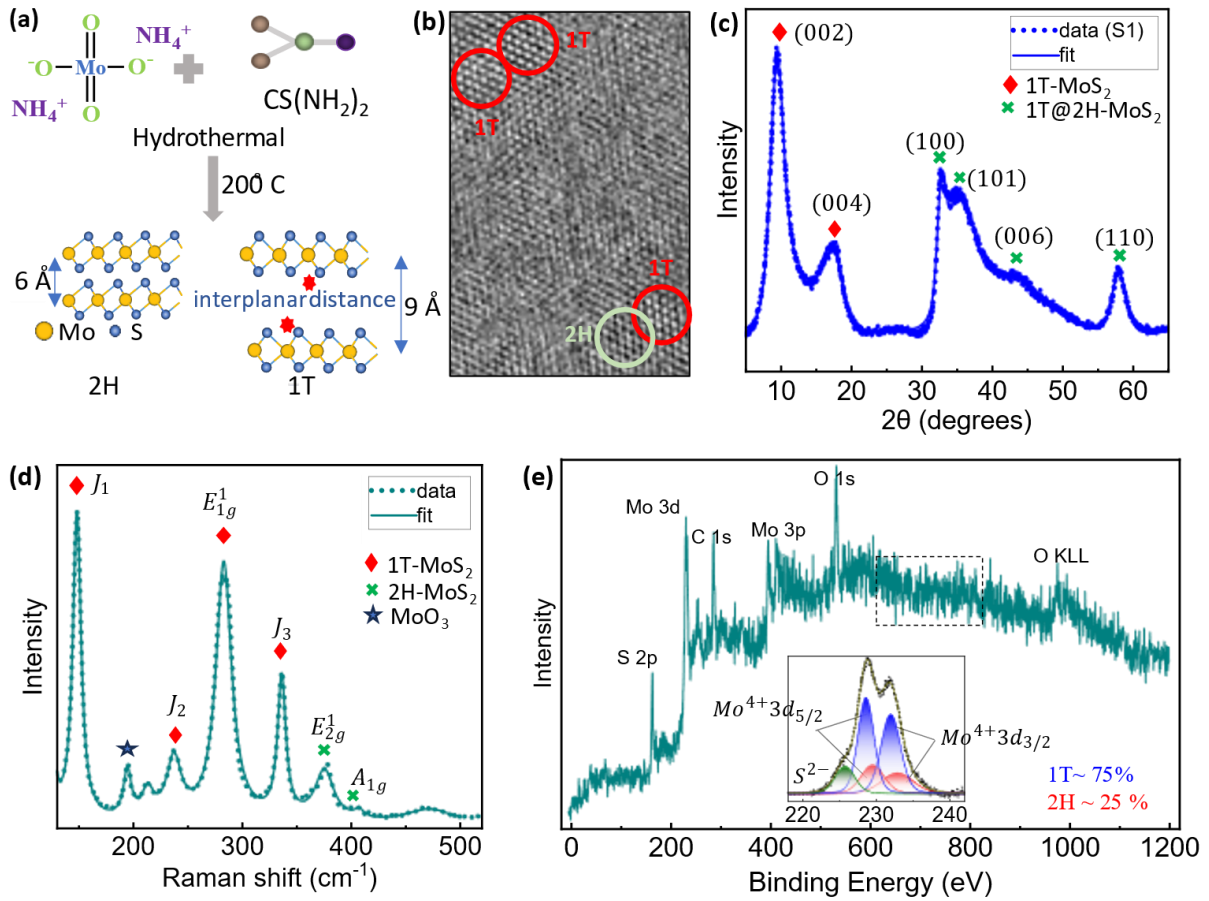 (a)
O
NH₄⁺
⁻O Mo O⁻
NH₄⁺
O
CS(NH₂)₂
Hydrothermal
200° C
6 Å
interplanar distance
9 Å
Mo S
2H
1T
(b)
1T
1T
1T
2H
(c)
data (S1)
fit
1T-MoS₂
1T@2H-MoS₂
(002)
(004)
(100)
(101)
(006)
(110)
Intensity
10 20 30 40 50 60
2θ (degrees)
(d)
data
fit
1T-MoS₂
2H-MoS₂
MoO₃
J₁
J₂
E¹₁g
J₃
E¹₂g
A₁g
Intensity
200 300 400 500
Raman shift (cm⁻¹)
(e)
S 2p
Mo 3d
C 1s
Mo 3p
O 1s
O KLL
Mo⁴⁺3d₅/₂
Mo⁴⁺3d₃/₂
S²⁻
1T~ 75%
2H ~ 25 %
220 230 240
Intensity
0 200 400 600 800 1000 1200
Binding Energy (eV)